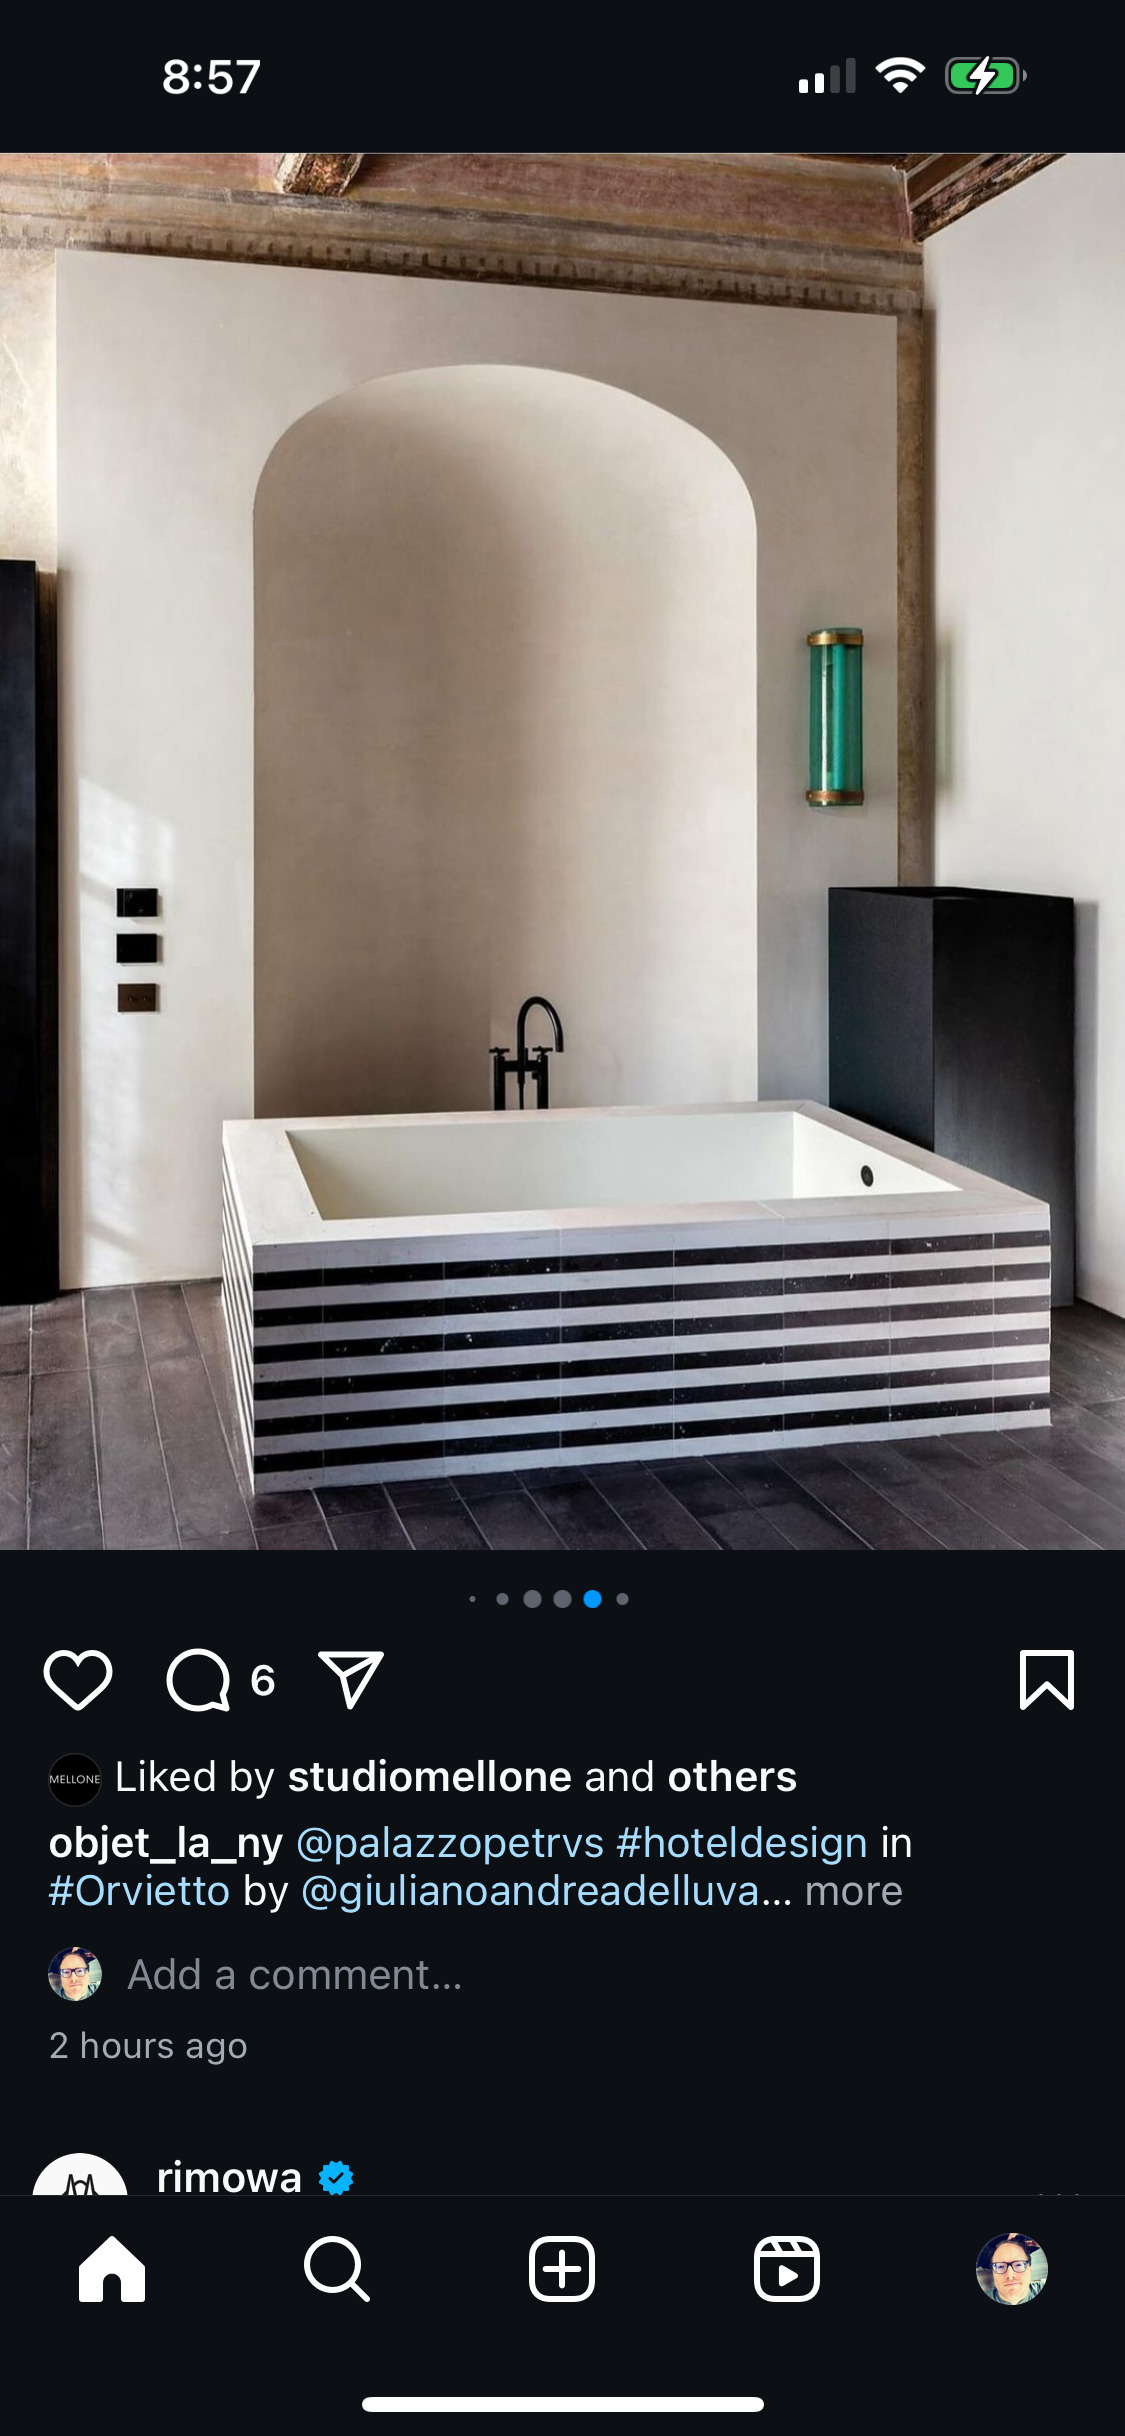 8:57
6
MELLONE Liked by studiomellone and others
objet_la_ny @palazzopetrvs #hoteldesign in
#Orvietto by @giulianoandreadelluva... more
Add a comment...
2 hours ago
rimowa